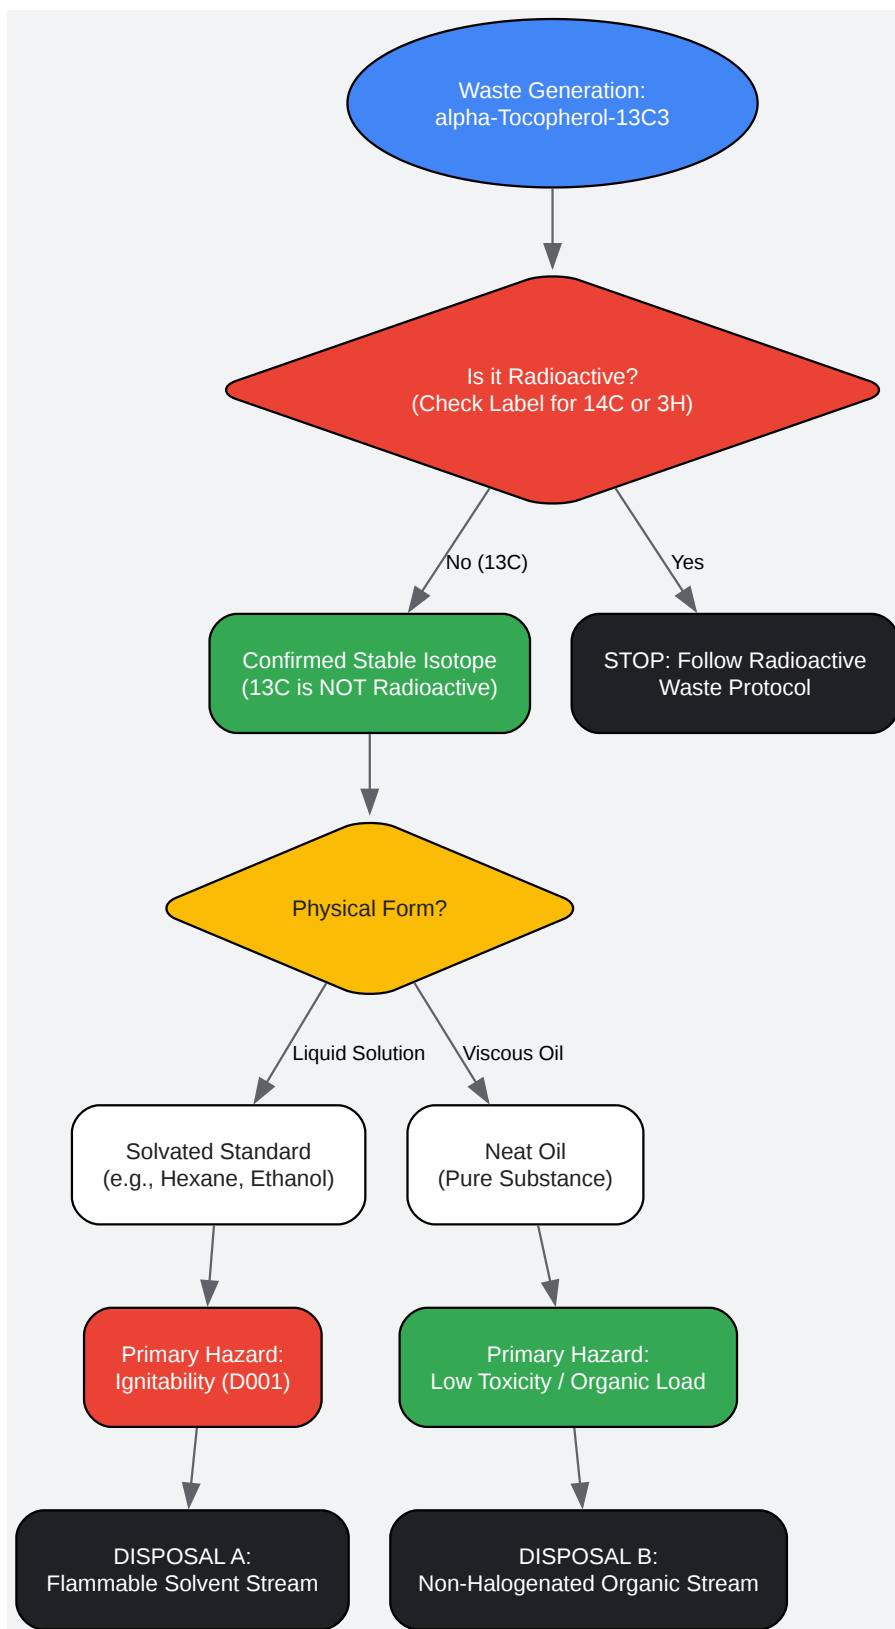 Waste Generation:
alpha-Tocopherol-13C3
Is it Radioactive?
(Check Label for 14C or 3H)
No (13C)
Yes
Confirmed Stable Isotope
(13C is NOT Radioactive)
STOP: Follow Radioactive
Waste Protocol
Physical Form?
Liquid Solution
Viscous Oil
Solvated Standard
(e.g., Hexane, Ethanol)
Neat Oil
(Pure Substance)
Primary Hazard:
Ignitability (D001)
Primary Hazard:
Low Toxicity / Organic Load
DISPOSAL A:
Flammable Solvent Stream
DISPOSAL B:
Non-Halogenated Organic Stream